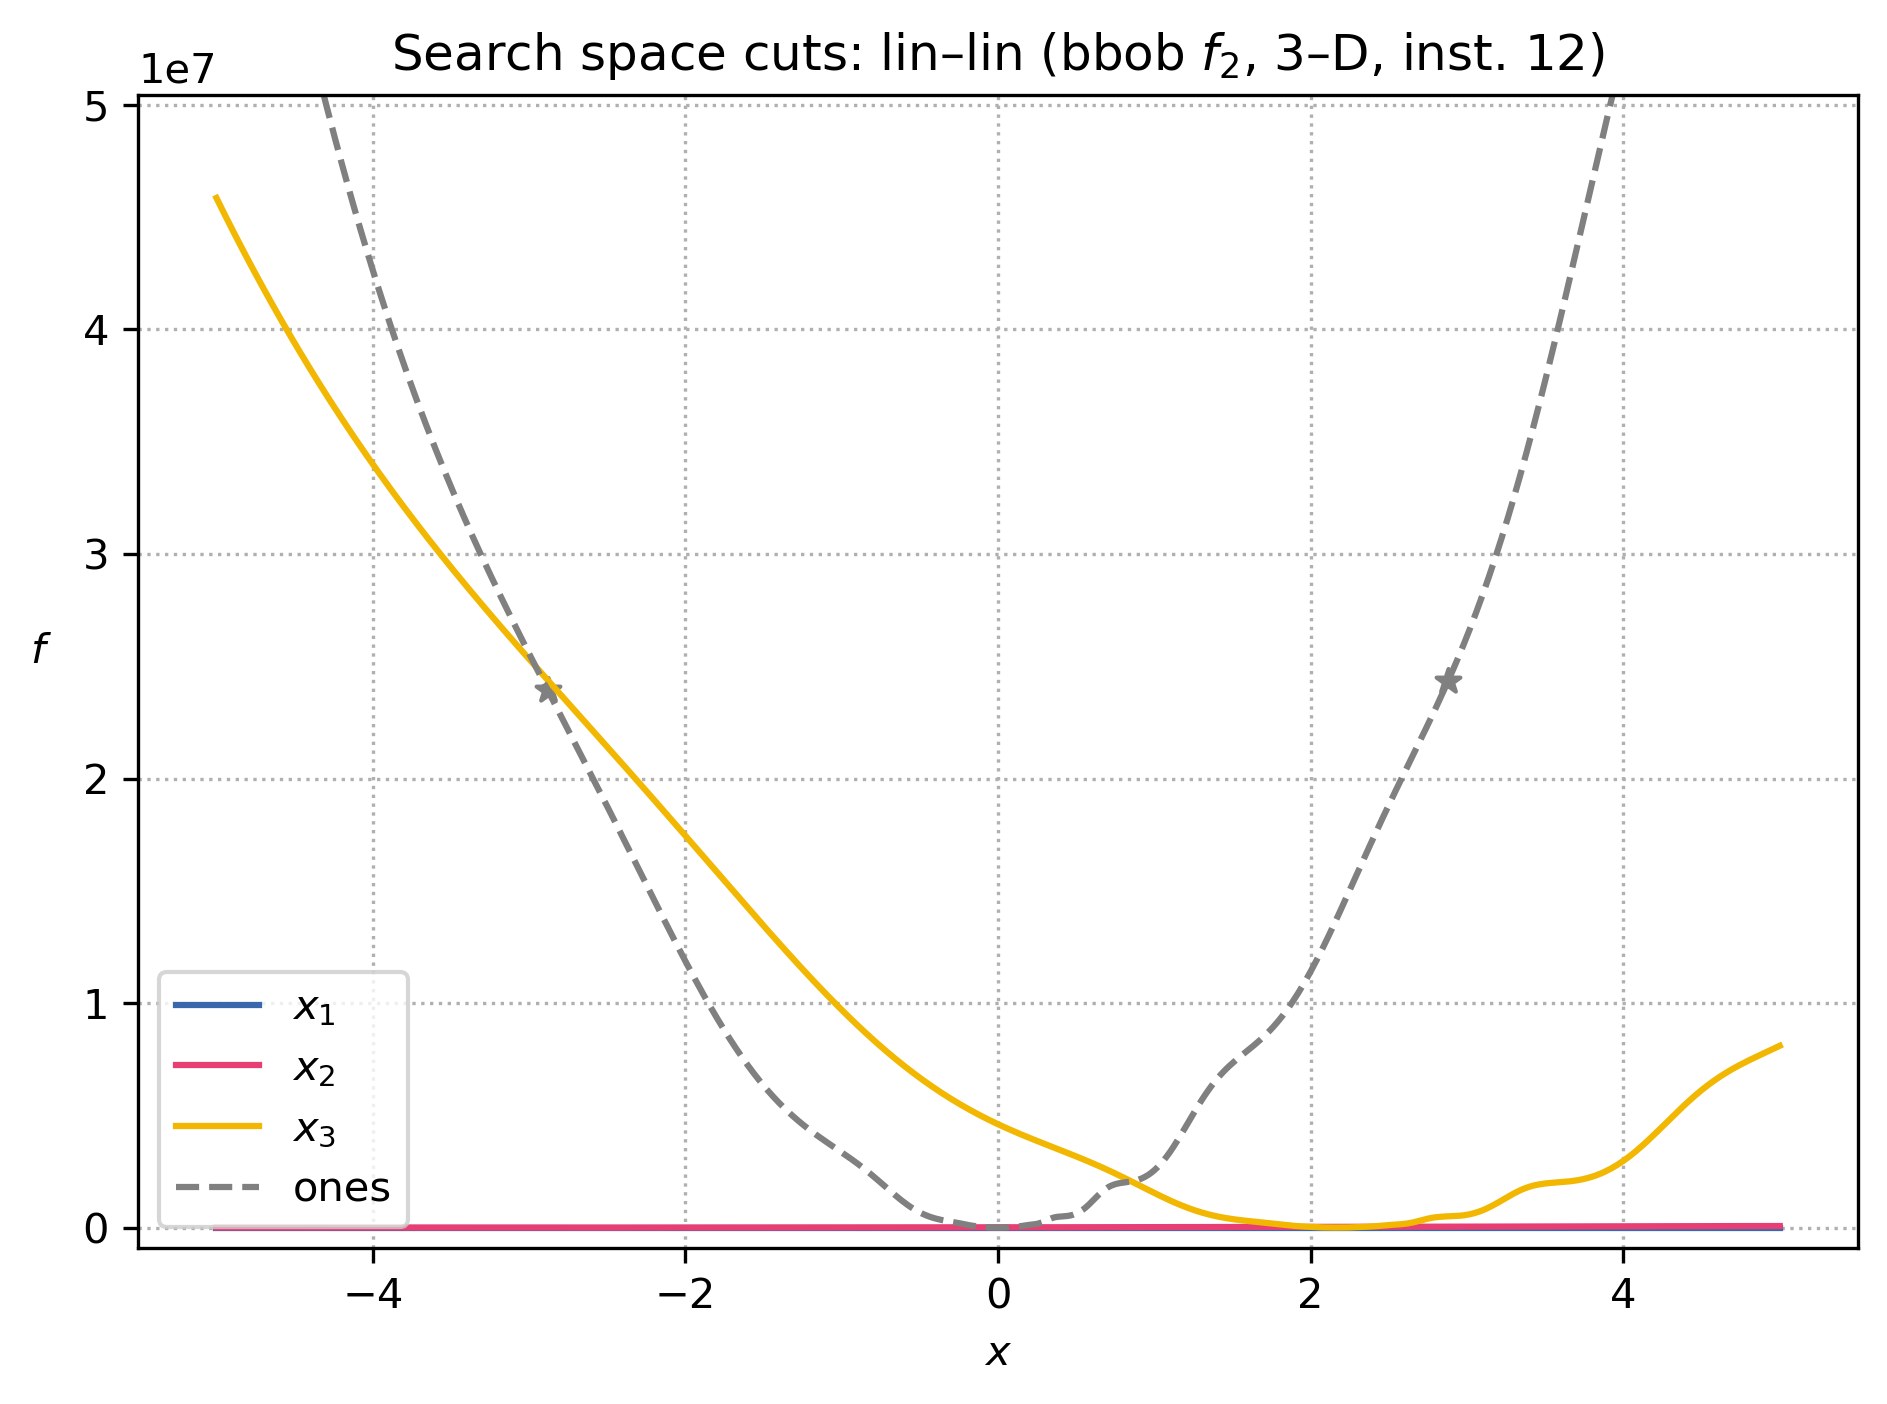 Search space cuts: lin–lin (bbob f₂, 3–D, inst. 12)
1e7
5
4
3
2
1
0
f
x₁
x₂
x₃
ones
−4 −2 0 2 4
x